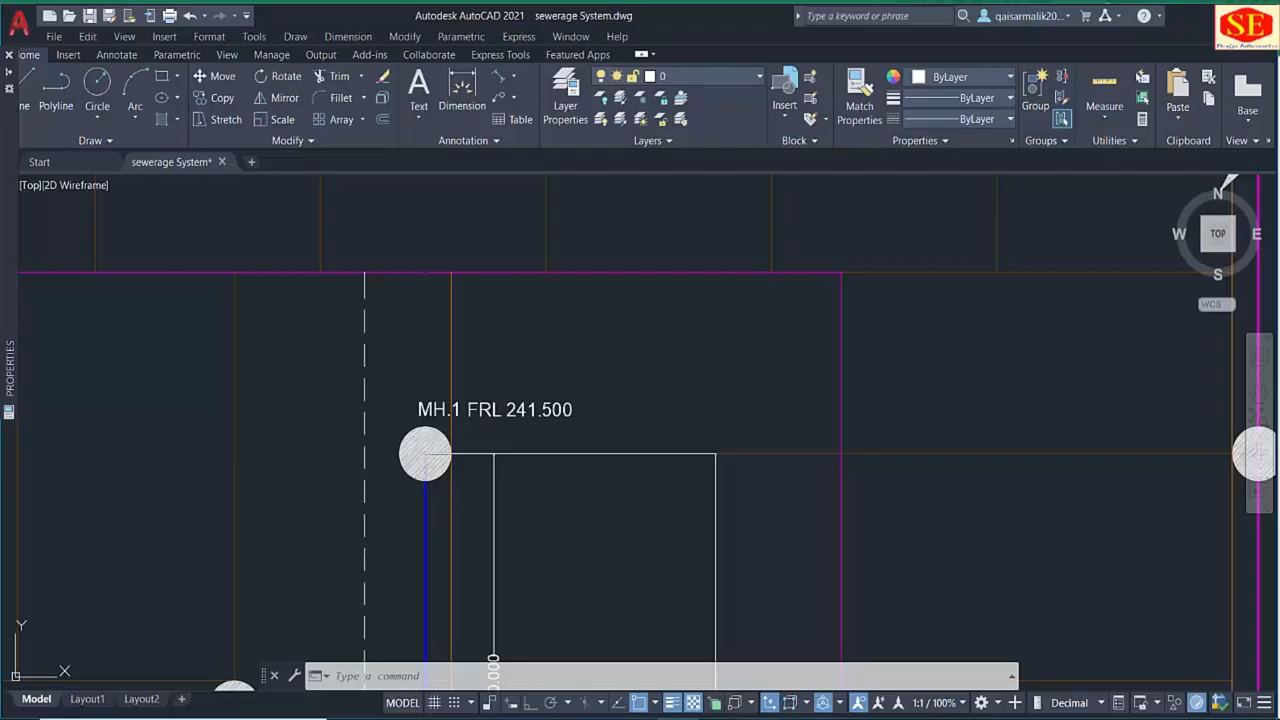 Autodesk AutoCAD 2021 sewerage System.dwg
Type a keyword or phrase
qaisarmalik20...
SE
File Edit View Insert Format Tools Draw Dimension Modify Parametric Window Help
Insert Annotate Parametric View Manage Output Add-ins Collaborate Express Tools Featured Apps
Polyline Circle Arc
Move Rotate Trim
Copy Mirror Fillet
Stretch Scale Array
Text Dimension Table
Layer Properties
0
Insert
Match Properties
ByLayer
ByLayer
ByLayer
Group Measure Paste Base
Draw Modify Annotation Layers Block Properties Groups Utilities Clipboard View
Start sewerage System*
[Top][2D Wireframe]
N
W TOP E
S
WCS
PROPERTIES
MH.1 FRL 241.500
Y
X
Type a command
Model Layout1 Layout2
MODEL 1:1 / 100% Decimal